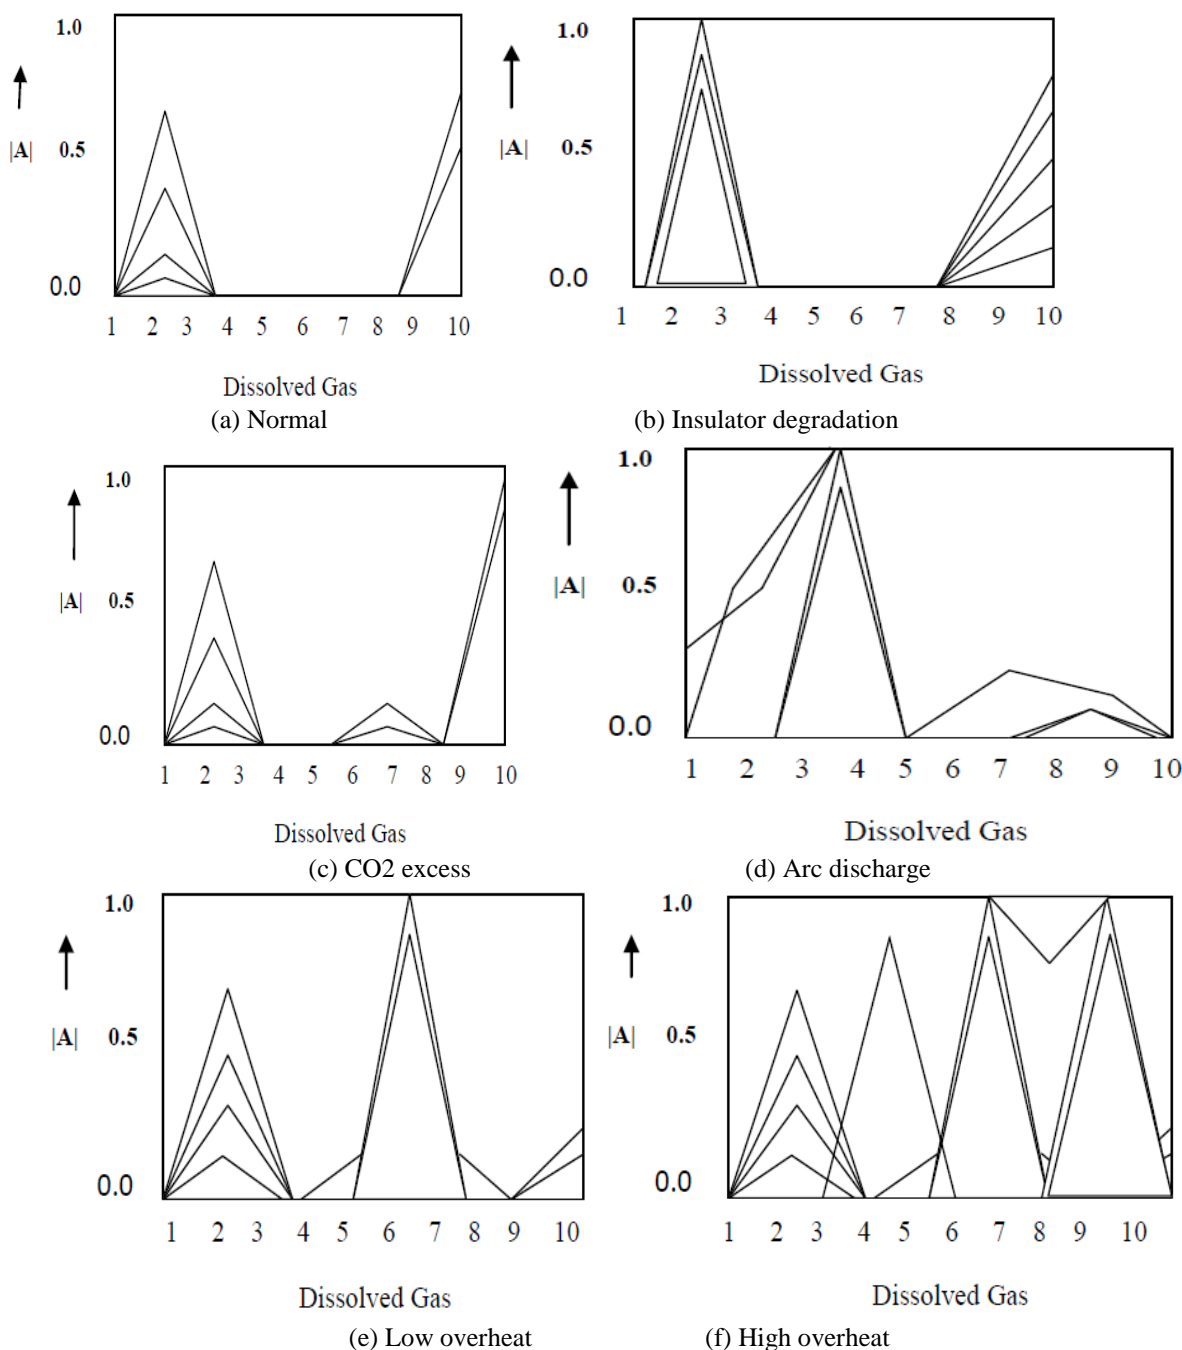 1.0
|A| 0.5
0.0
1 2 3 4 5 6 7 8 9 10
Dissolved Gas
(a) Normal
1.0
|A| 0.5
0.0
1 2 3 4 5 6 7 8 9 10
Dissolved Gas
(b) Insulator degradation
1.0
|A| 0.5
0.0
1 2 3 4 5 6 7 8 9 10
Dissolved Gas
(c) CO2 excess
1.0
|A| 0.5
0.0
1 2 3 4 5 6 7 8 9 10
Dissolved Gas
(d) Arc discharge
1.0
|A| 0.5
0.0
1 2 3 4 5 6 7 8 9 10
Dissolved Gas
(e) Low overheat
1.0
|A| 0.5
0.0
1 2 3 4 5 6 7 8 9 10
Dissolved Gas
(f) High overheat